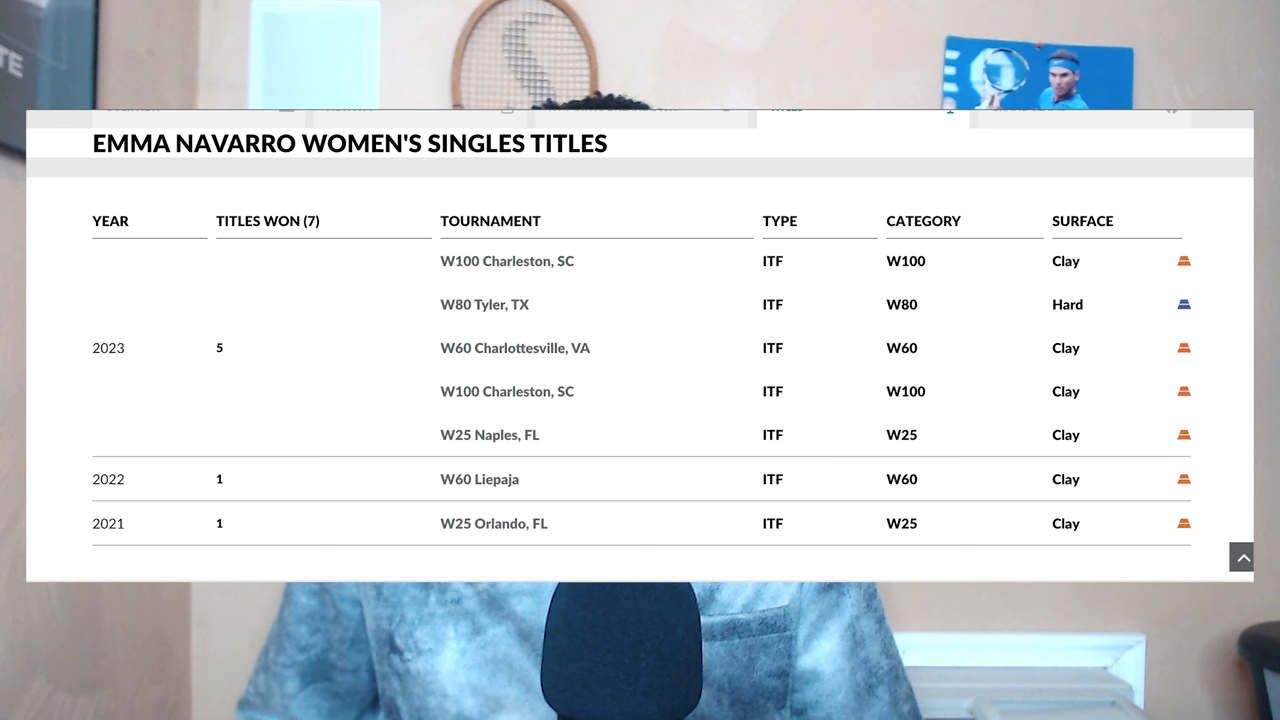 TE
EMMA NAVARRO WOMEN'S SINGLES TITLES
YEAR TITLES WON (7) TOURNAMENT TYPE CATEGORY SURFACE
W100 Charleston, SC ITF W100 Clay
W80 Tyler, TX ITF W80 Hard
2023 5 W60 Charlottesville, VA ITF W60 Clay
W100 Charleston, SC ITF W100 Clay
W25 Naples, FL ITF W25 Clay
2022 1 W60 Liepaja ITF W60 Clay
2021 1 W25 Orlando, FL ITF W25 Clay